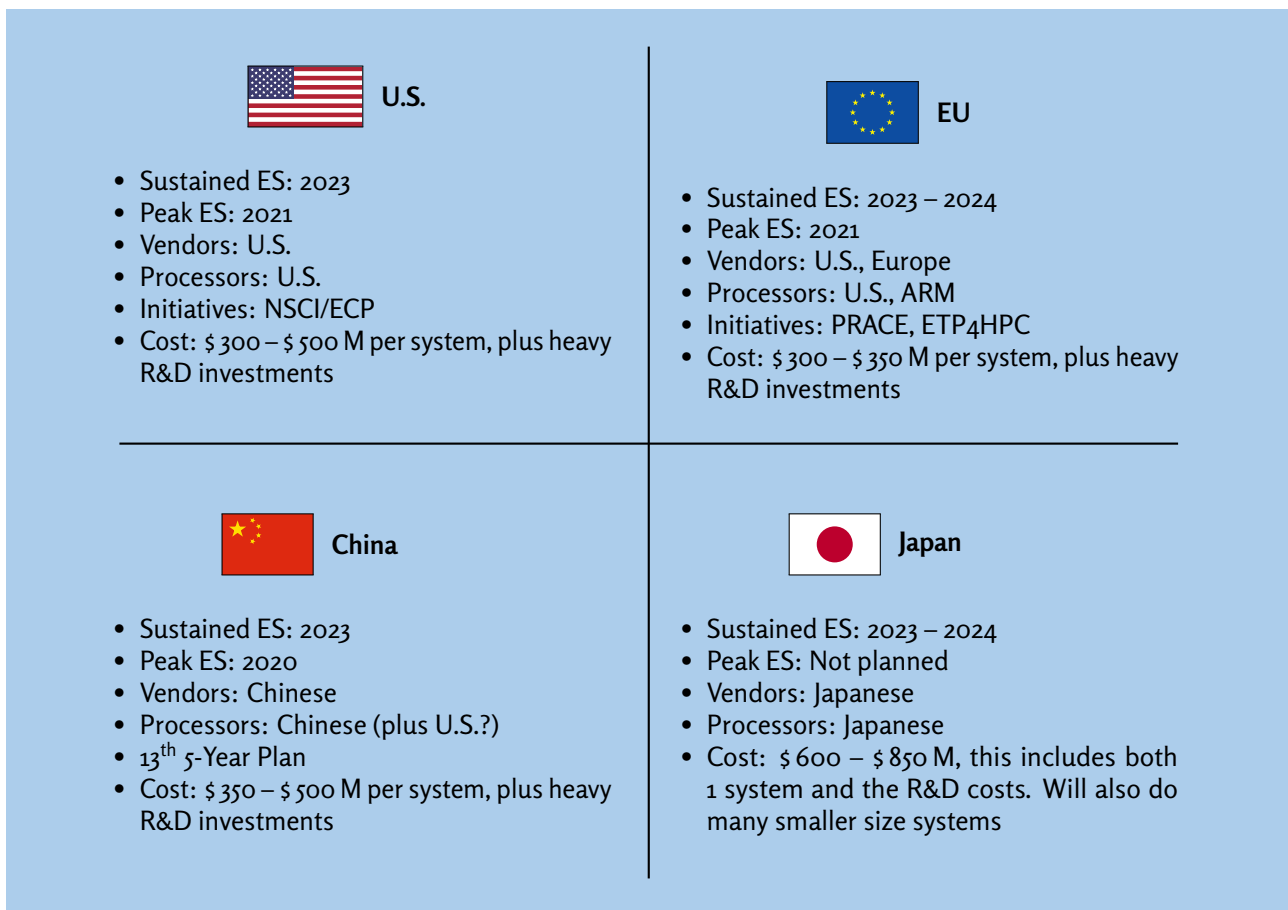 U.S.
• Sustained ES: 2023
• Peak ES: 2021
• Vendors: U.S.
• Processors: U.S.
• Initiatives: NSCI/ECP
• Cost: $ 300 – $ 500 M per system, plus heavy
R&D investments
EU
• Sustained ES: 2023 – 2024
• Peak ES: 2021
• Vendors: U.S., Europe
• Processors: U.S., ARM
• Initiatives: PRACE, ETP4HPC
• Cost: $ 300 – $ 350 M per system, plus heavy
R&D investments
China
• Sustained ES: 2023
• Peak ES: 2020
• Vendors: Chinese
• Processors: Chinese (plus U.S.?)
• 13th 5-Year Plan
• Cost: $ 350 – $ 500 M per system, plus heavy
R&D investments
Japan
• Sustained ES: 2023 – 2024
• Peak ES: Not planned
• Vendors: Japanese
• Processors: Japanese
• Cost: $ 600 – $ 850 M, this includes both
1 system and the R&D costs. Will also do
many smaller size systems